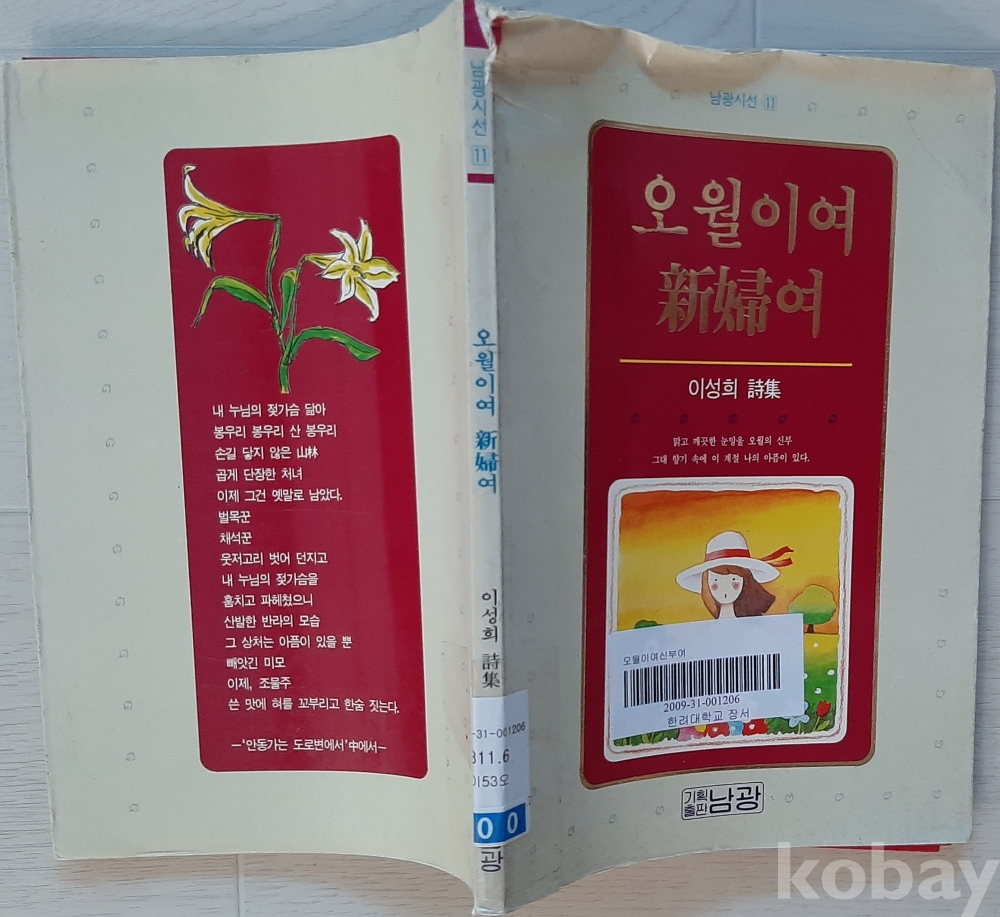 내 누님의 젖가슴 닮아
봉우리 봉우리 산 봉우리
손길 닿지 않은 山林
곱게 단장한 처녀
이제 그건 옛말로 남았다.
벌목꾼
채석꾼
웃저고리 벗어 던지고
내 누님의 젖가슴을
훔치고 파헤쳤으니
산발한 반라의 모습
그 상처는 아픔이 있을 뿐
빼앗긴 미모
이제, 조물주
쓴 맛에 혀를 꼬부리고 한숨 짓는다.
—'안동가는 도로변에서'中에서—
남광시선 11
오월이여 新婦여
이성희 詩集
-31-001206
811.6
이53오
0 0
광
남광시선 11
오월이여
新婦여
이성희 詩集
맑고 깨끗한 눈망울 오월의 신부
그대 향기 속에 이 계절 나의 아픔이 있다.
오월이여신부여
2009-31-001206
한려대학교 장서
기획
출판 남광
kobay